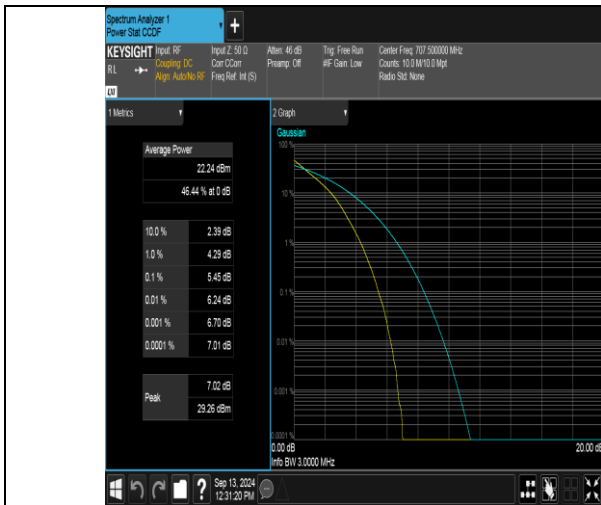 Spectrum Analyzer 1
Power Stat CCDF
KEYSIGHT
RL
Input: RF
Coupling: DC
Align: Auto/No RF
Input Z: 50 Ω
Corr CCorr
Freq Ref: Int (S)
Atten: 46 dB
Preamp: Off
Trig: Free Run
#IF Gain: Low
Center Freq: 707.500000 MHz
Counts: 10.0 M/10.0 Mpt
Radio Std: None
1 Metrics
Average Power
22.24 dBm
46.44 % at 0 dB
10.0 % 2.39 dB
1.0 % 4.29 dB
0.1 % 5.45 dB
0.01 % 6.24 dB
0.001 % 6.70 dB
0.0001 % 7.01 dB
Peak
7.02 dB
29.26 dBm
2 Graph
Gaussian
100 %
10 %
1 %
0.1 %
0.01 %
0.001 %
0.0001 %
0.00 dB 20.00 dB
Info BW 3.0000 MHz
Sep 13, 2024
12:31:20 PM